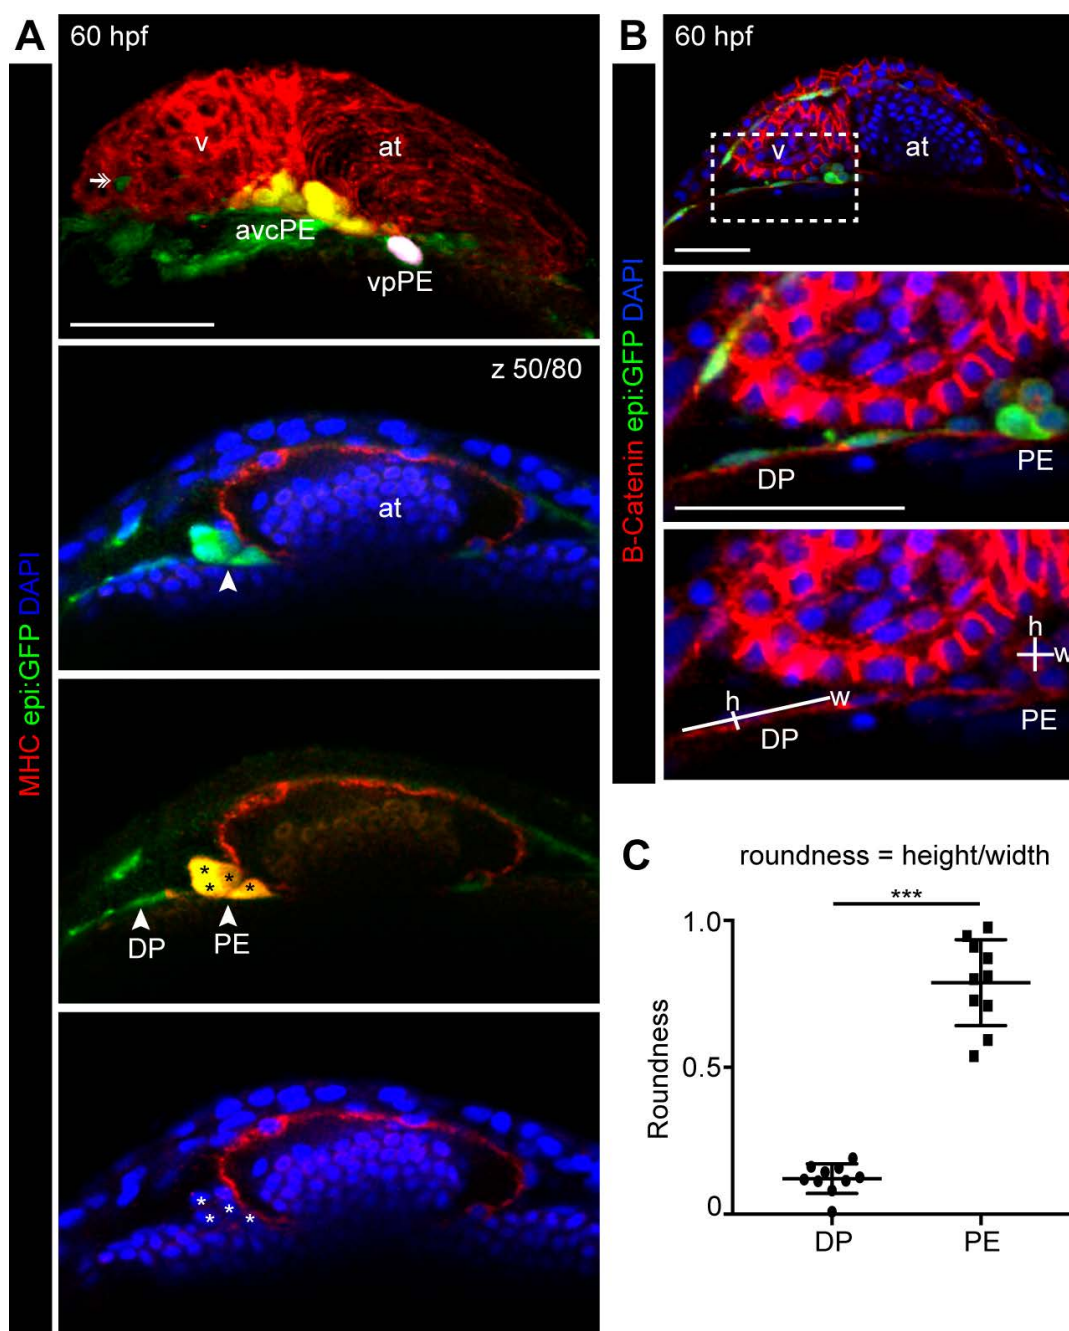 A
60 hpf
v
at
avcPE
vpPE
z 50/80
at
* * * *
DP
PE
* * * *
MHC epi:GFP DAPI
B
60 hpf
v
at
DP
PE
h
w
h
w
DP
PE
B-Catenin epi:GFP DAPI
C
roundness = height/width
***
1.0
0.5
0
Roundness
DP
PE